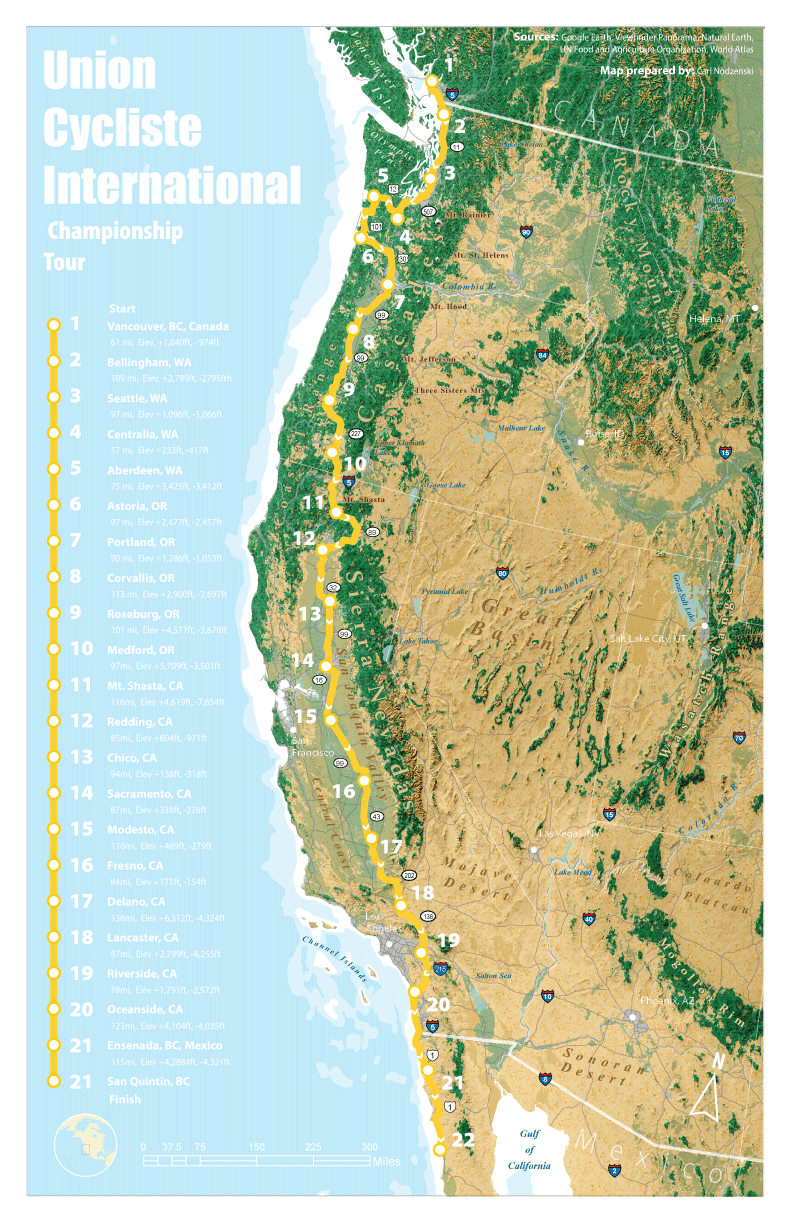 Union
Cycliste
International
Championship
Tour
Sources: Google Earth, Viewfinder Panorama, Natural Earth,
UN Food and Agriculture Organization, World Atlas
Map prepared by: Carl Nodzenski
Start
1 Vancouver, BC, Canada
61 mi, Elev. +1,040ft, - 974ft
2 Bellingham, WA
109 mi, Elev. +2,789ft, -2795fth
3 Seattle, WA
97 mi, Elev +1,096ft, -1,066ft
4 Centralia, WA
57 mi, Elev +233ft, -417ft
5 Aberdeen, WA
75 mi, Elev +3,425ft, -3,412ft
6 Astoria, OR
97 mi, Elev +2,477ft, -2,457ft
7 Portland, OR
90 mi, Elev +1,286ft, -1,053ft
8 Corvallis, OR
113 mi, Elev +2,900ft, -2,697ft
9 Roseburg, OR
101 mi, Elev +4,577ft, -3,678ft
10 Medford, OR
97mi, Elev +5,709ft, -3,501ft
11 Mt. Shasta, CA
116mi, Elev +4,619ft, -7,654ft
12 Redding, CA
85mi, Elev +604ft, -971ft
13 Chico, CA
94mi, Elev +138ft, -318ft
14 Sacramento, CA
87mi, Elev +338ft, -276ft
15 Modesto, CA
110mi, Elev +489ft, -279ft
16 Fresno, CA
84mi, Elev +171ft, -154ft
17 Delano, CA
136mi, Elev +6,312ft, -4,324ft
18 Lancaster, CA
87mi, Elev +2,799ft, -4,255ft
19 Riverside, CA
78mi, Elev +1,791ft, -2,572ft
20 Oceanside, CA
123mi, Elev +4,104ft, -4,035ft
21 Ensenada, BC, Mexico
115mi, Elev +4,2884ft, -4,321ft
21 San Quintin, BC
Finish
0 37.5 75 150 225 300
Miles
Vancouver Isl.
CANADA
1
5
2
11
3
Rocky Mountains
5
12
507
Mt. Rainier
4
101
90
6
30
Mt. St. Helens
Columbia R.
7
Mt. Hood
99
Helena, MT
8
99
Mt. Jefferson
84
Three Sisters Mts
9
Cascades
Coast Range
227
Malheur Lake
Boise, ID
Snake R.
15
Upper Klamath
Lake
10
5
Goose Lake
11
Mt. Shasta
89
12
80
Humboldt R.
32
Pyramid Lake
Great Salt Lake
Great
Basin
13
99
Lake Tahoe
Salt Lake City, UT
Sierra Nevadas
14
16
Wasatch Range
15
San
Francisco
70
99
16
Central Coast
43
15
Colorado R.
17
Las Vegas, NV
Lake Mead
202
Mojave
Desert
18
138
Los
Angeles
40
19
Channel Islands
215
Salton Sea
Mogollon Rim
20
10
Phoenix, AZ
5
1
Sonoran
Desert
21
8
N
1
22
Gulf
of
California
Mexico
2